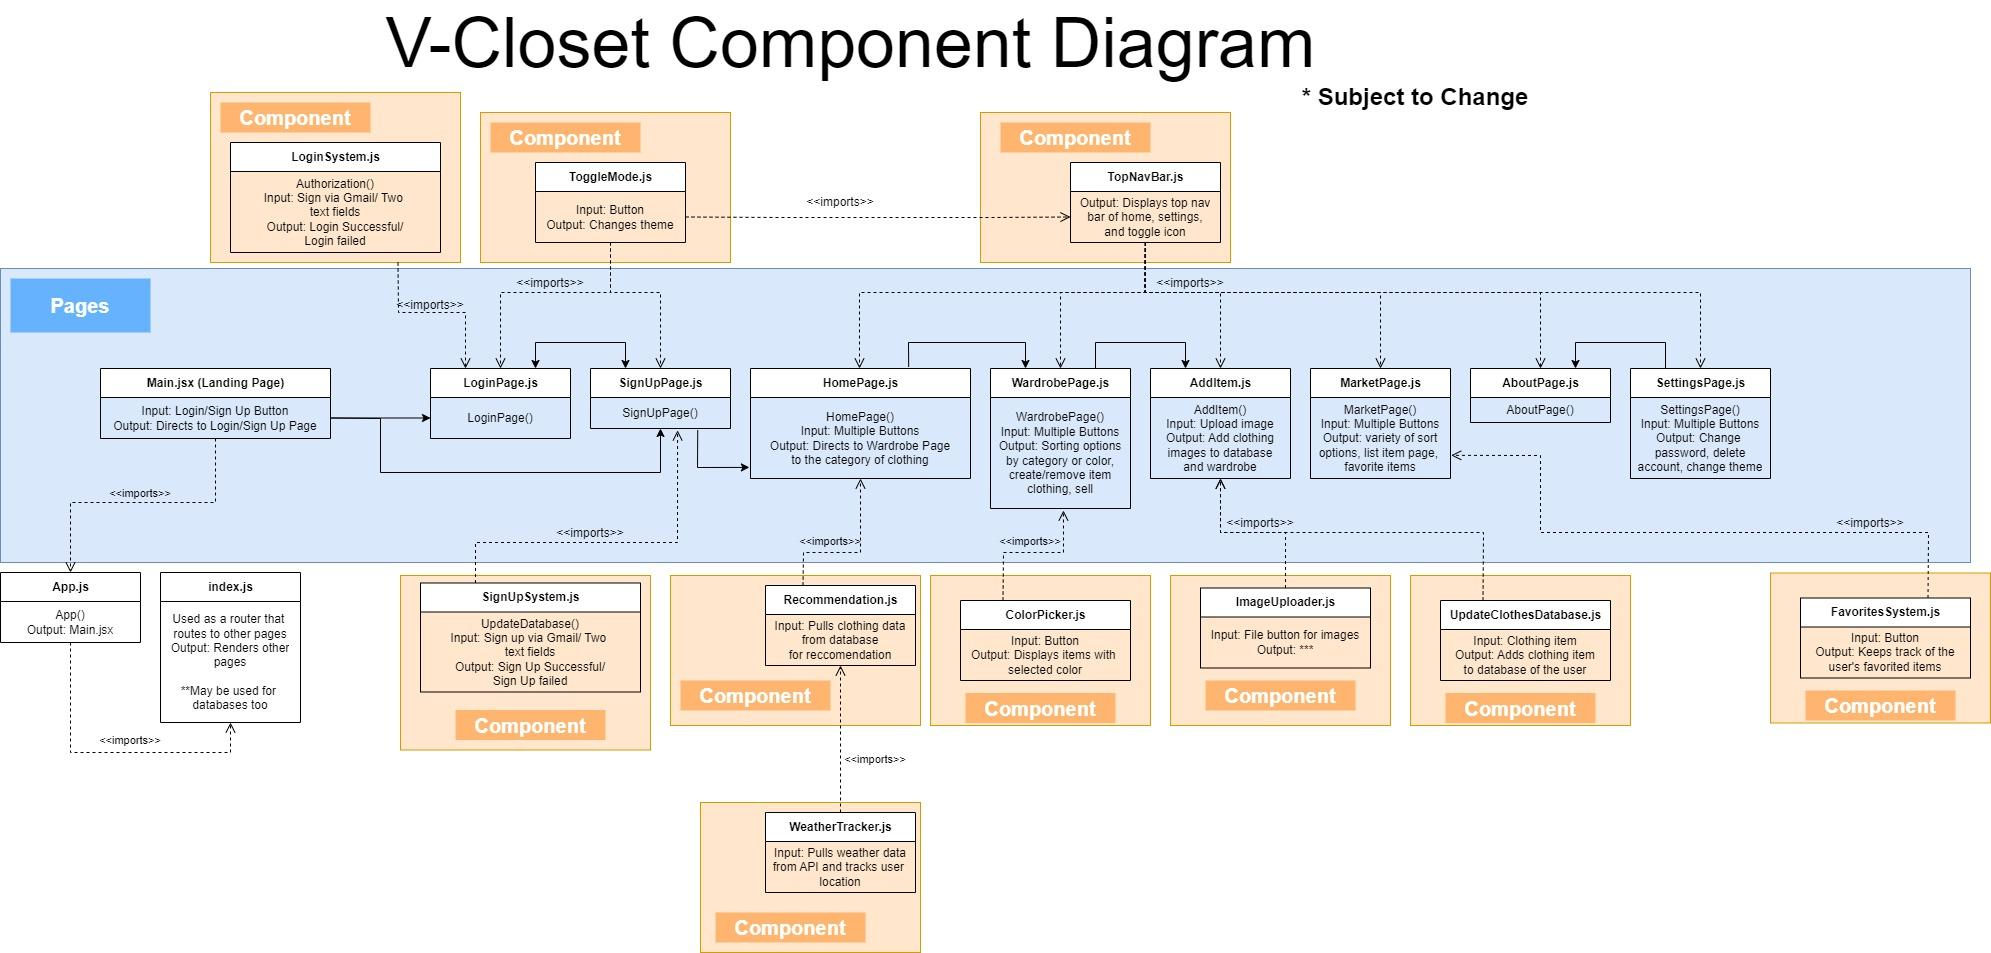 V-Closet Component Diagram
* Subject to Change
Component
LoginSystem.js
Authorization()
Input: Sign via Gmail/ Two
text fields
Output: Login Successful/
Login failed
Component
ToggleMode.js
Input: Button
Output: Changes theme
<<imports>>
Component
TopNavBar.js
Output: Displays top nav
bar of home, settings,
and toggle icon
Pages
<<imports>>
<<imports>>
<<imports>>
Main.jsx (Landing Page)
Input: Login/Sign Up Button
Output: Directs to Login/Sign Up Page
LoginPage.js
LoginPage()
SignUpPage.js
SignUpPage()
HomePage.js
HomePage()
Input: Multiple Buttons
Output: Directs to Wardrobe Page
to the category of clothing
WardrobePage.js
WardrobePage()
Input: Multiple Buttons
Output: Sorting options
by category or color,
create/remove item
clothing, sell
AddItem.js
AddItem()
Input: Upload image
Output: Add clothing
images to database
and wardrobe
MarketPage.js
MarketPage()
Input: Multiple Buttons
Output: variety of sort
options, list item page,
favorite items
AboutPage.js
AboutPage()
SettingsPage.js
SettingsPage()
Input: Multiple Buttons
Output: Change
password, delete
account, change theme
<<imports>>
<<imports>>
<<imports>>
<<imports>>
<<imports>>
<<imports>>
App.js
App()
Output: Main.jsx
index.js
Used as a router that
routes to other pages
Output: Renders other
pages
**May be used for
databases too
<<imports>>
SignUpSystem.js
UpdateDatabase()
Input: Sign up via Gmail/ Two
text fields
Output: Sign Up Successful/
Sign Up failed
Component
Recommendation.js
Input: Pulls clothing data
from database
for reccomendation
Component
ColorPicker.js
Input: Button
Output: Displays items with
selected color
Component
ImageUploader.js
Input: File button for images
Output: ***
Component
UpdateClothesDatabase.js
Input: Clothing item
Output: Adds clothing item
to database of the user
Component
FavoritesSystem.js
Input: Button
Output: Keeps track of the
user's favorited items
Component
<<imports>>
WeatherTracker.js
Input: Pulls weather data
from API and tracks user
location
Component